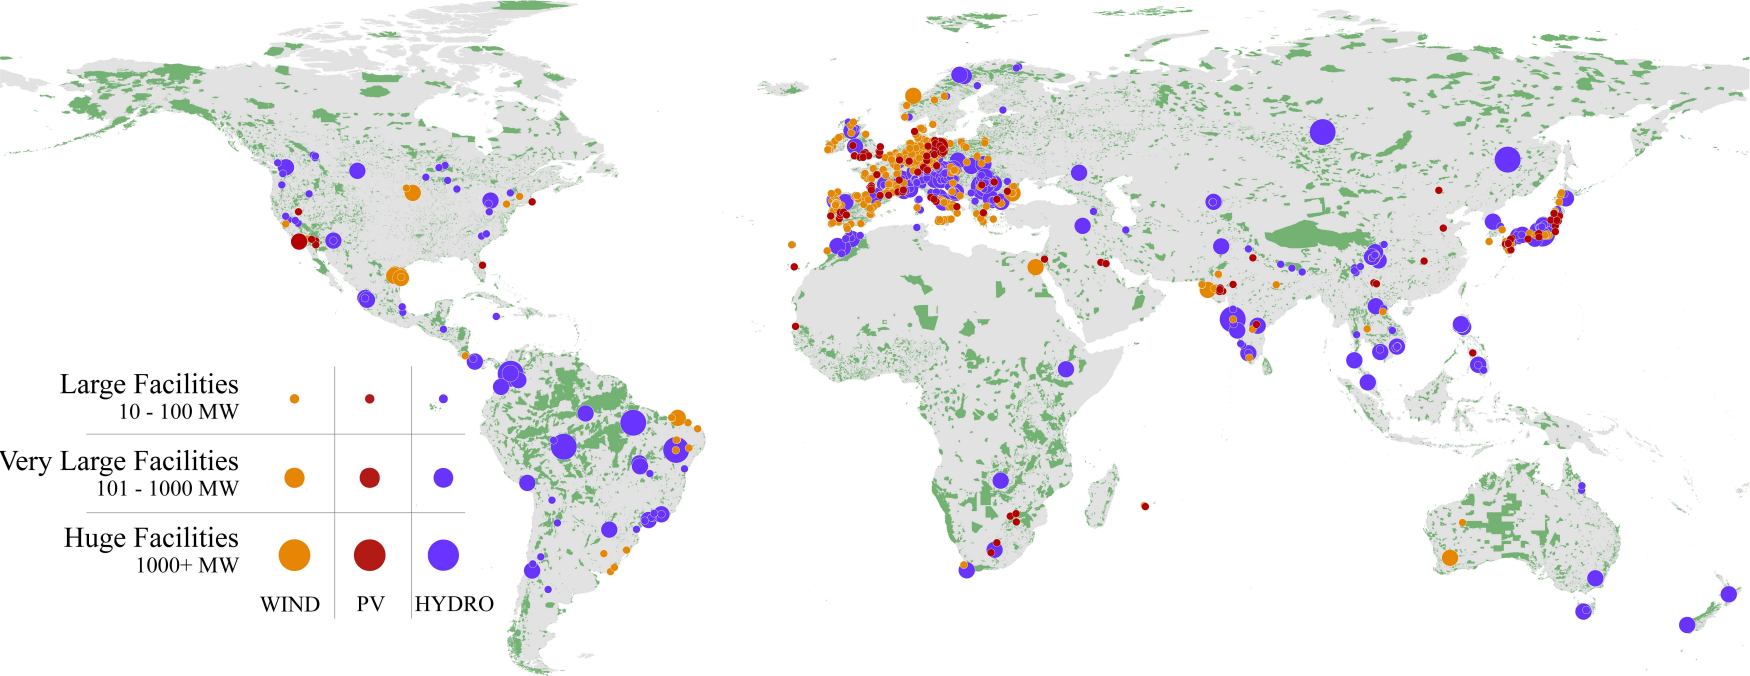 Large Facilities
10 - 100 MW
Very Large Facilities
101 - 1000 MW
Huge Facilities
1000+ MW
WIND PV HYDRO